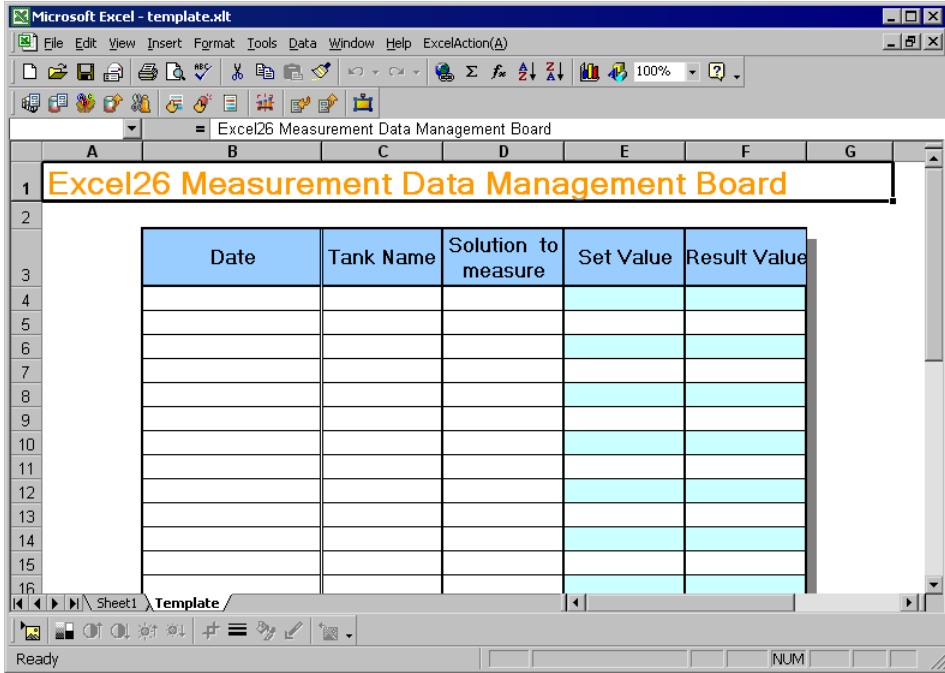 Microsoft Excel - template.xlt
File Edit View Insert Format Tools Data Window Help ExcelAction(A)
100%
= Excel26 Measurement Data Management Board
A B C D E F G
1 Excel26 Measurement Data Management Board
2
3 Date Tank Name Solution to measure Set Value Result Value
4
5
6
7
8
9
10
11
12
13
14
15
16
Sheet1 Template
Ready NUM